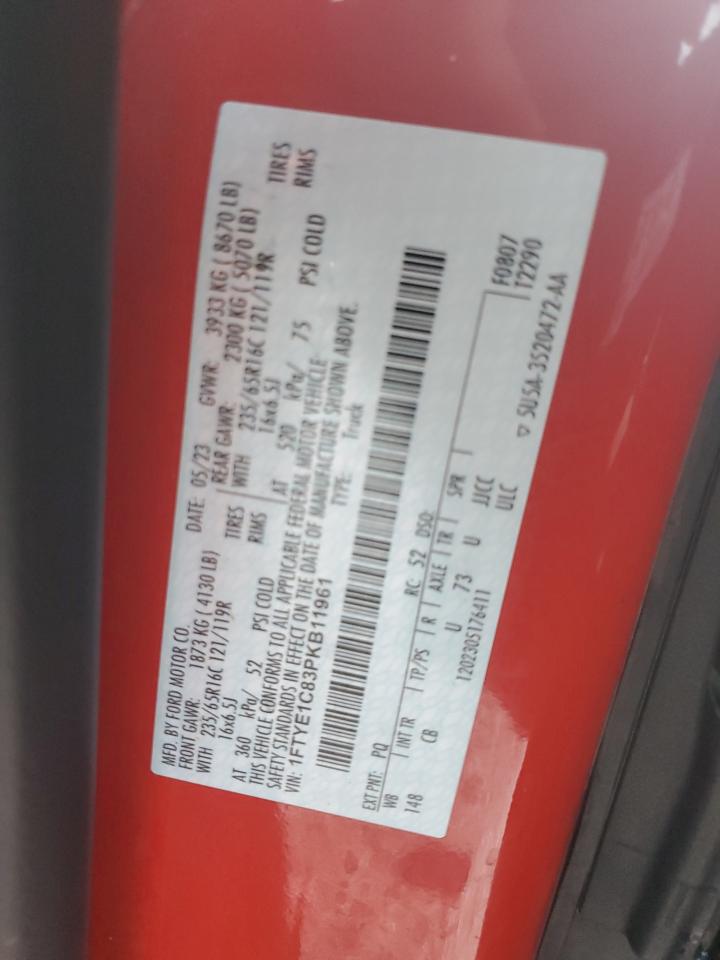 MFD. BY FORD MOTOR CO. DATE: 05/23 GVWR: 3933 KG ( 8670 LB)
FRONT GAWR: 1873 KG ( 4130 LB) REAR GAWR: 2300 KG ( 5070 LB)
WITH 235/65R16C 121/119R TIRES WITH 235/65R16C 121/119R TIRES
16x6.5J RIMS 16x6.5J RIMS
AT 360 kPa/ 52 PSI COLD AT 520 kPa/ 75 PSI COLD
THIS VEHICLE CONFORMS TO ALL APPLICABLE FEDERAL MOTOR VEHICLE
SAFETY STANDARDS IN EFFECT ON THE DATE OF MANUFACTURE SHOWN ABOVE.
VIN: 1FTYE1C83PKB11961 TYPE: Truck
EXT PNT: PQ RC: 52 DSO:
WB INT TR TP/PS R AXLE TR SPR F0807
148 CB U 73 U JJCC T2290
1202305176411 ULC
▽ 5U5A-3520472-AA